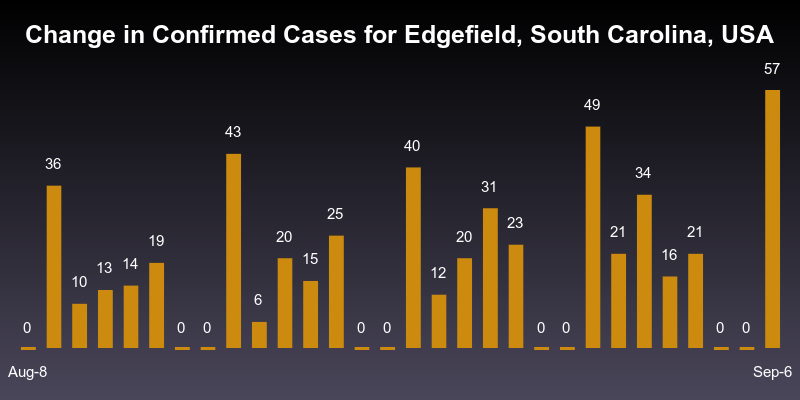 Change in Confirmed Cases for Edgefield, South Carolina, USA
0 36 10 13 14 19 0 0 43 6 20 15 25 0 0 40 12 20 31 23 0 0 49 21 34 16 21 0 0 57
Aug-8 Sep-6